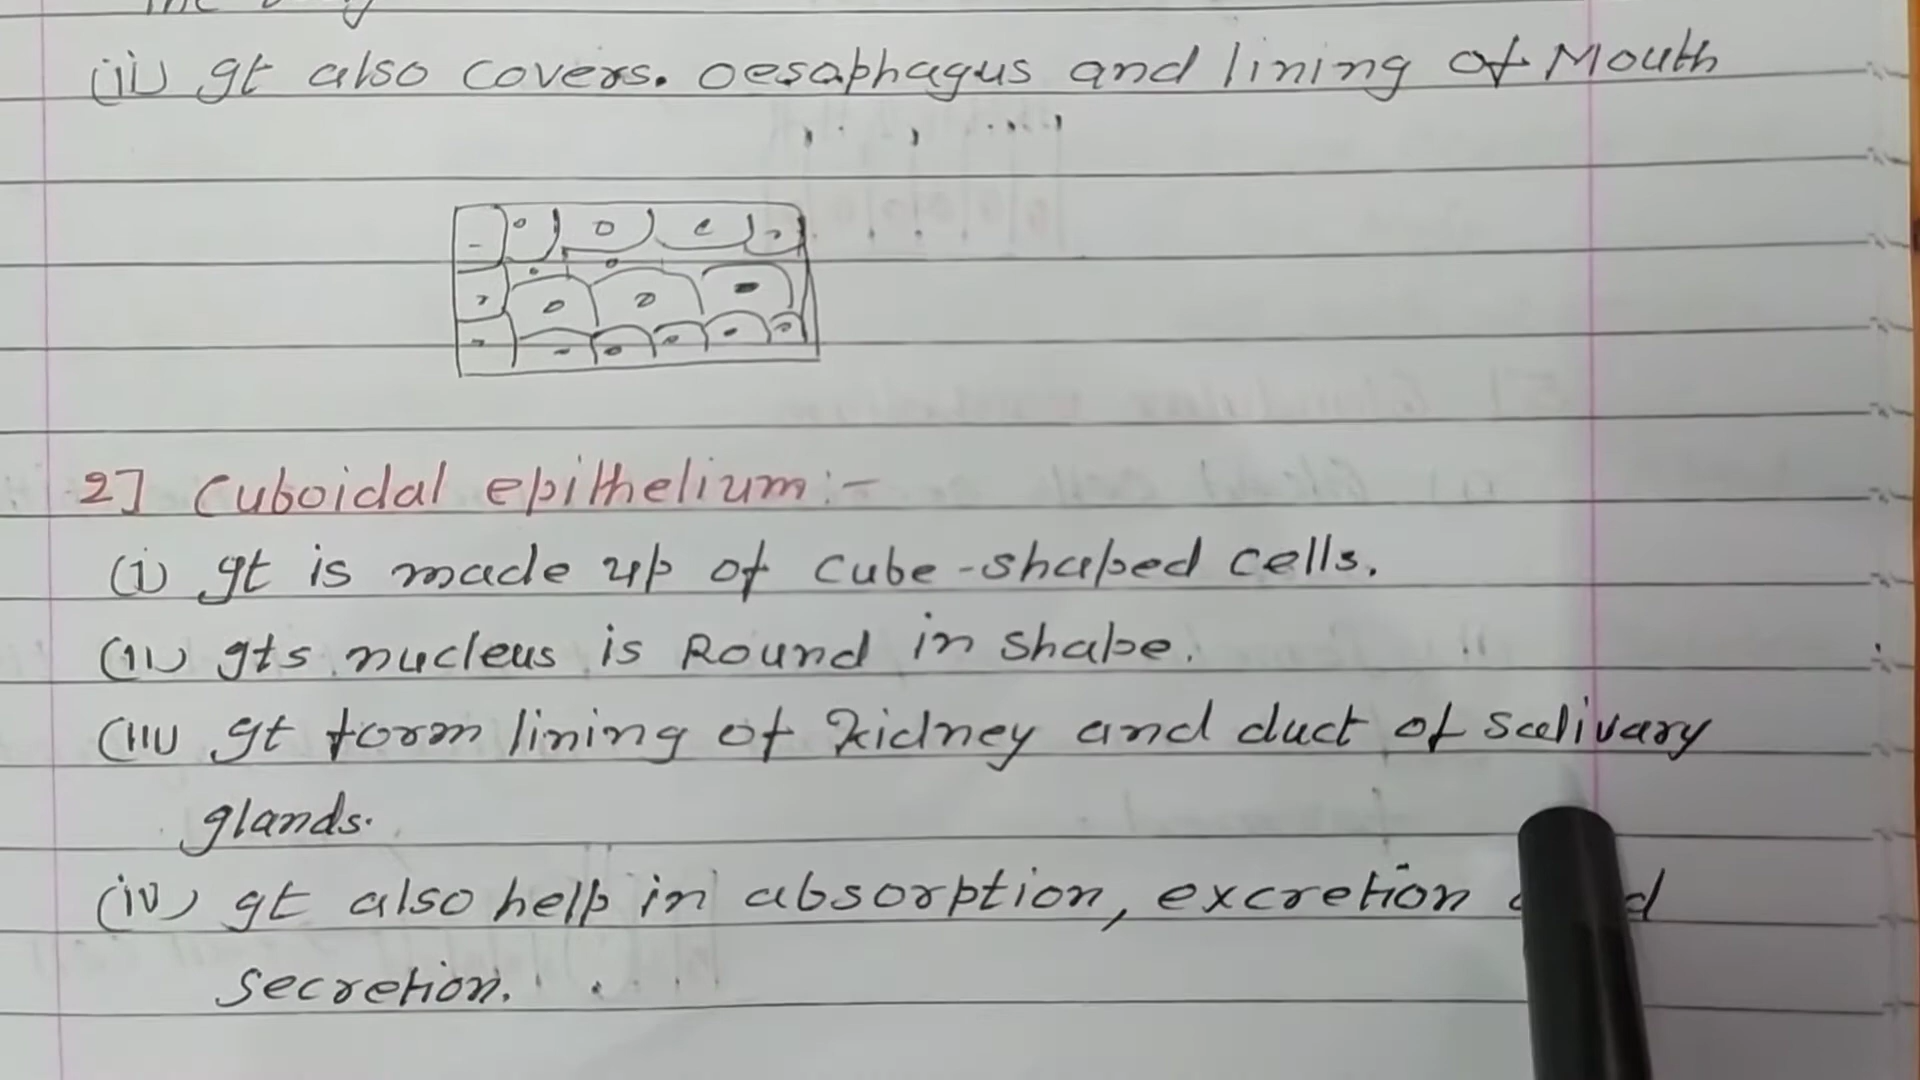 (ii) It also covers. oesophagus and lining of Mouth
2] Cuboidal epithelium:-
(i) It is made up of cube-shaped cells.
(ii) Its nucleus is Round in shape.
(iii) It form lining of kidney and duct of salivary
glands.
(iv) It also help in absorption, excretion and
secretion.